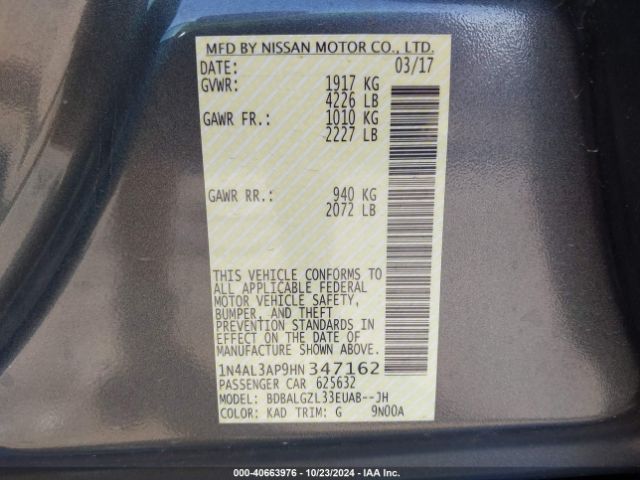 MFD BY NISSAN MOTOR CO., LTD.
DATE: 03/17
GVWR: 1917 KG
4226 LB
GAWR FR.: 1010 KG
2227 LB
GAWR RR.: 940 KG
2072 LB
THIS VEHICLE CONFORMS TO
ALL APPLICABLE FEDERAL
MOTOR VEHICLE SAFETY,
BUMPER, AND THEFT
PREVENTION STANDARDS IN
EFFECT ON THE DATE OF
MANUFACTURE SHOWN ABOVE.
1N4AL3AP9HN 347162
PASSENGER CAR 625632
MODEL: BDBALGZL33EUAB--JH
COLOR: KAD TRIM: G 9N00A
000-40663976 - 10/23/2024 - IAA Inc.